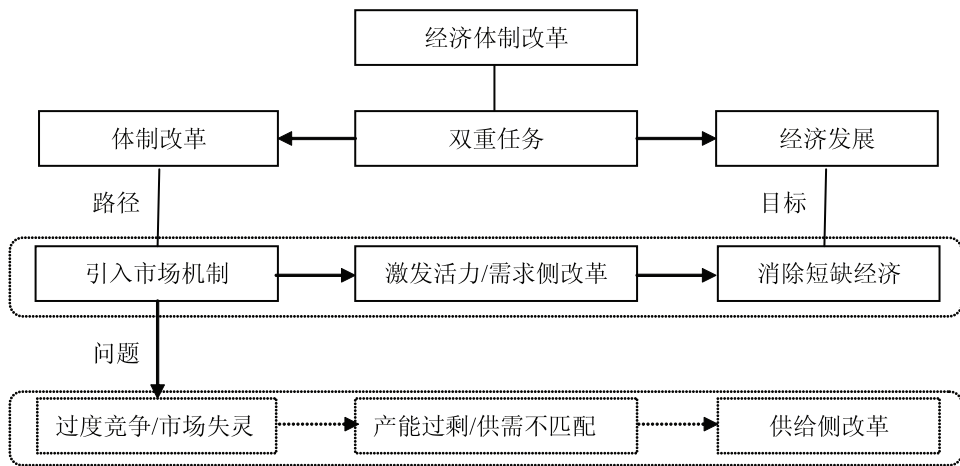 经济体制改革
体制改革
双重任务
经济发展
路径
目标
引入市场机制
激发活力/需求侧改革
消除短缺经济
问题
过度竞争/市场失灵
产能过剩/供需不匹配
供给侧改革